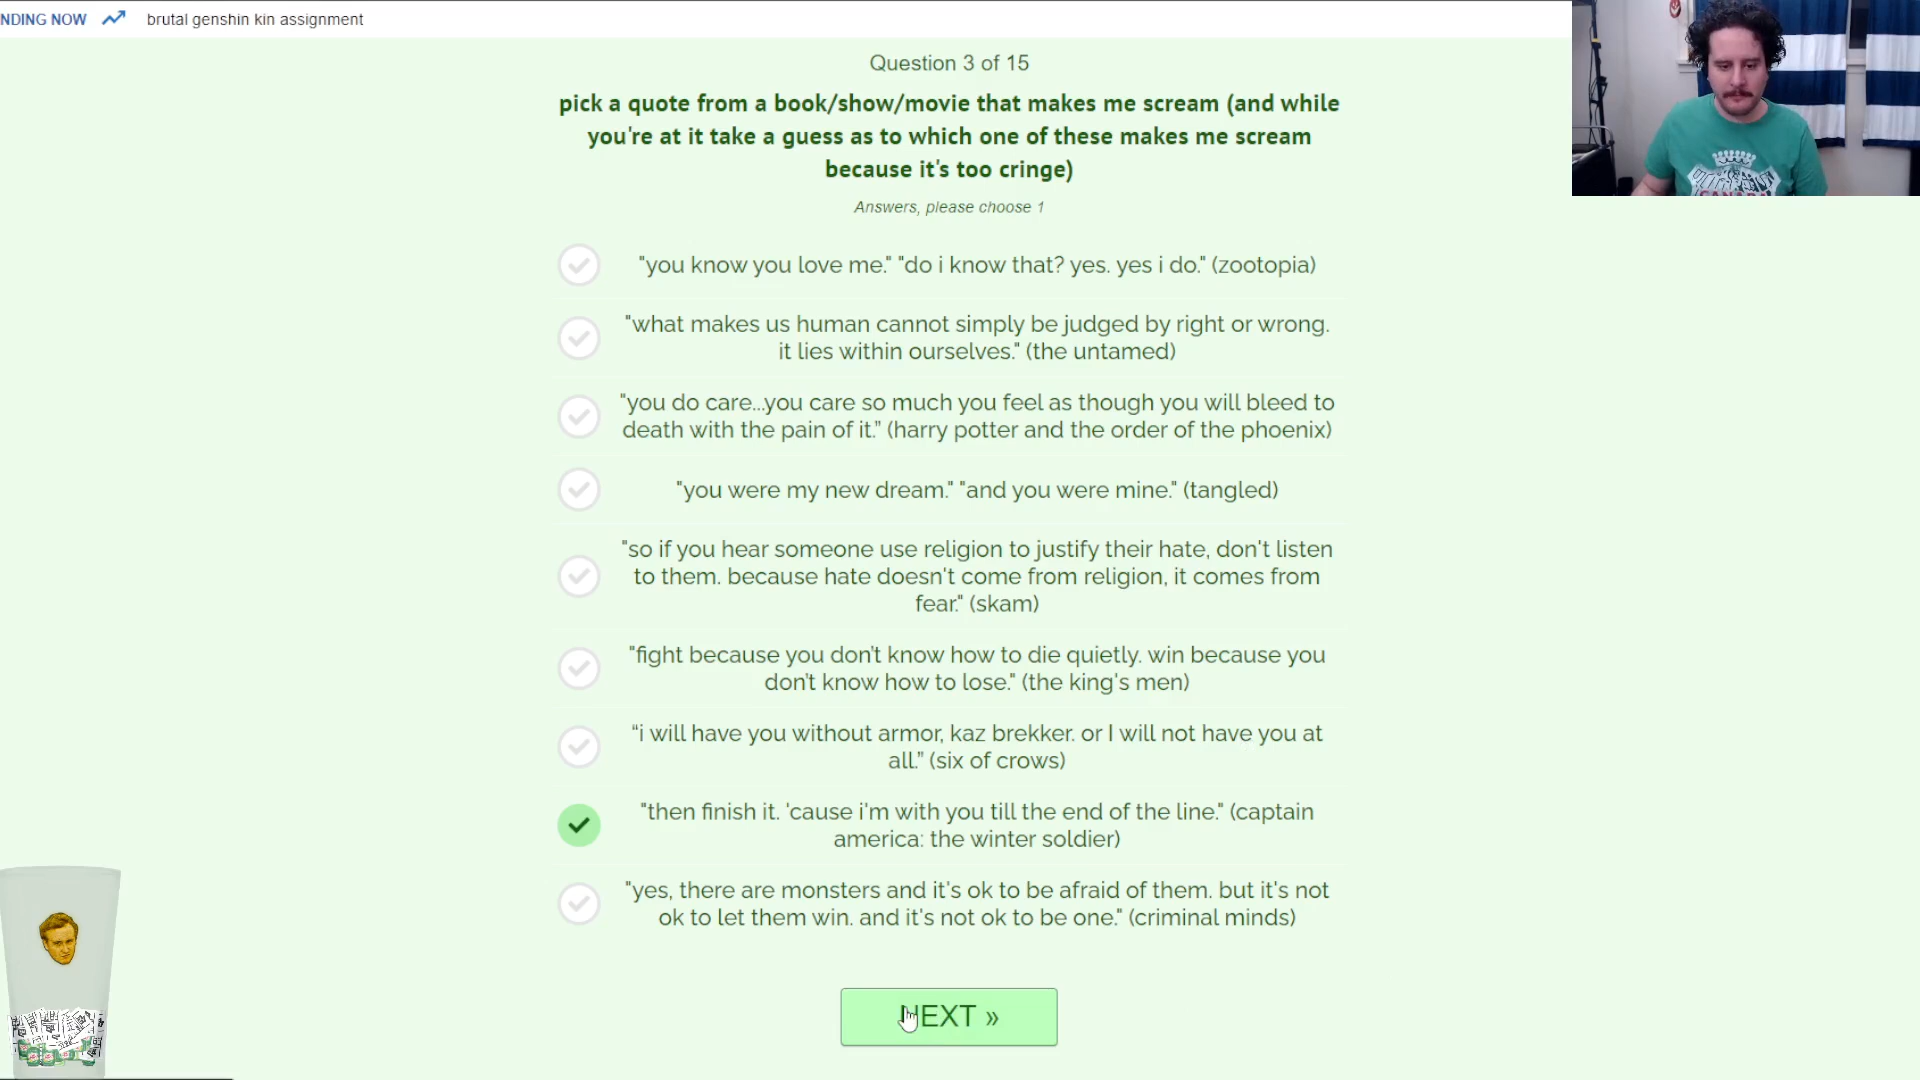 NDING NOW brutal genshin kin assignment
Question 3 of 15
pick a quote from a book/show/movie that makes me scream (and while
you're at it take a guess as to which one of these makes me scream
because it's too cringe)
Answers, please choose 1
"you know you love me." "do i know that? yes. yes i do." (zootopia)
"what makes us human cannot simply be judged by right or wrong.
it lies within ourselves." (the untamed)
"you do care...you care so much you feel as though you will bleed to
death with the pain of it.” (harry potter and the order of the phoenix)
"you were my new dream." "and you were mine." (tangled)
"so if you hear someone use religion to justify their hate, don't listen
to them. because hate doesn't come from religion, it comes from
fear." (skam)
"fight because you don’t know how to die quietly. win because you
don’t know how to lose." (the king's men)
“i will have you without armor, kaz brekker. or I will not have you at
all.” (six of crows)
"then finish it. 'cause i'm with you till the end of the line." (captain
america: the winter soldier)
"yes, there are monsters and it's ok to be afraid of them. but it's not
ok to let them win. and it's not ok to be one." (criminal minds)
NEXT »
CANADA